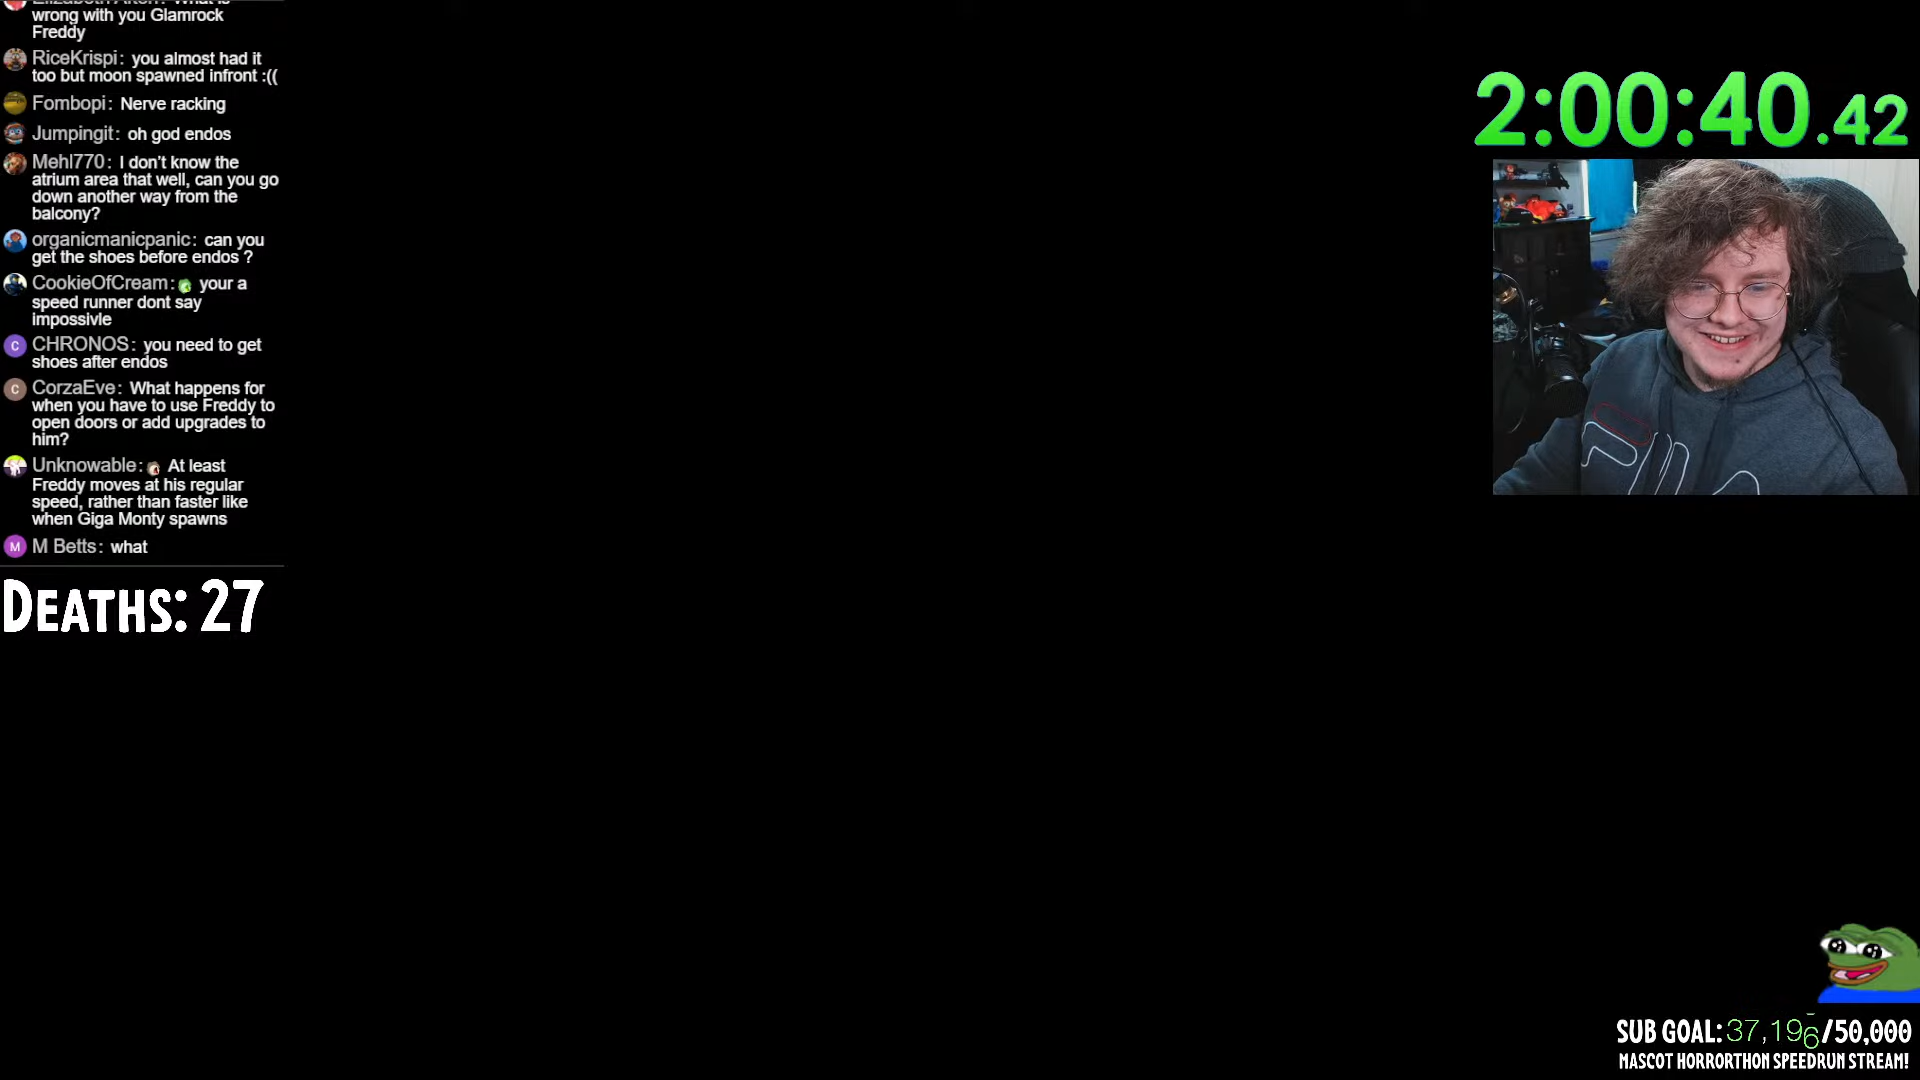 wrong with you Glamrock
Freddy
RiceKrispi: you almost had it
too but moon spawned infront :((
Fombopi: Nerve racking
Jumpingit: oh god endos
Mehl770: I don't know the
atrium area that well, can you go
down another way from the
balcony?
organicmanicpanic: can you
get the shoes before endos ?
CookieOfCream: your a
speed runner dont say
impossivle
C CHRONOS: you need to get
shoes after endos
C CorzaEve: What happens for
when you have to use Freddy to
open doors or add upgrades to
him?
Unknowable: At least
Freddy moves at his regular
speed, rather than faster like
when Giga Monty spawns
M M Betts: what
DEATHS: 27
2:00:40.42
SUB GOAL: 37,196/50,000
MASCOT HORRORTHON SPEEDRUN STREAM!